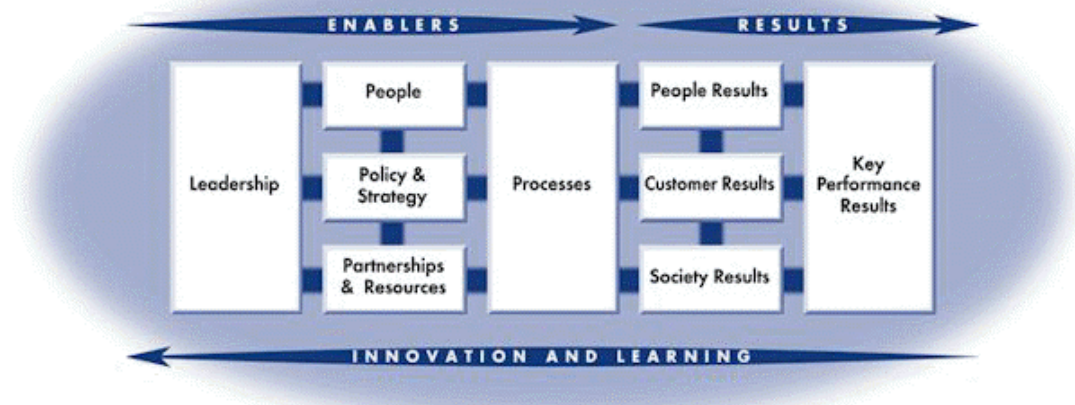 ENABLERS
RESULTS
Leadership
People
Policy &
Strategy
Partnerships
& Resources
Processes
People Results
Customer Results
Society Results
Key
Performance
Results
INNOVATION AND LEARNING